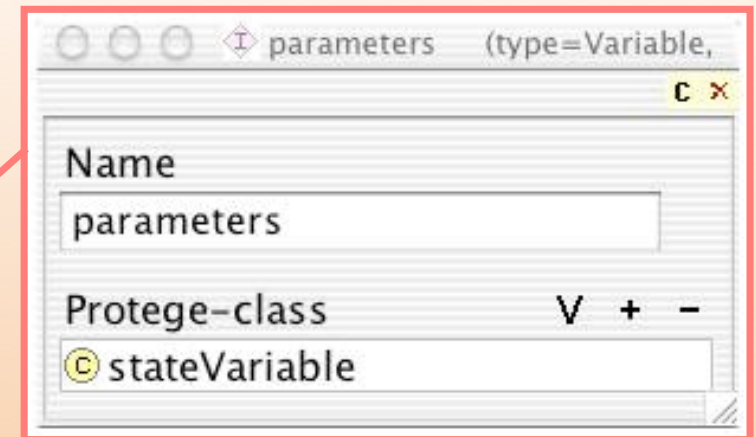 I parameters (type=Variable,
C ×
Name
parameters
Protege-class V + −
C stateVariable